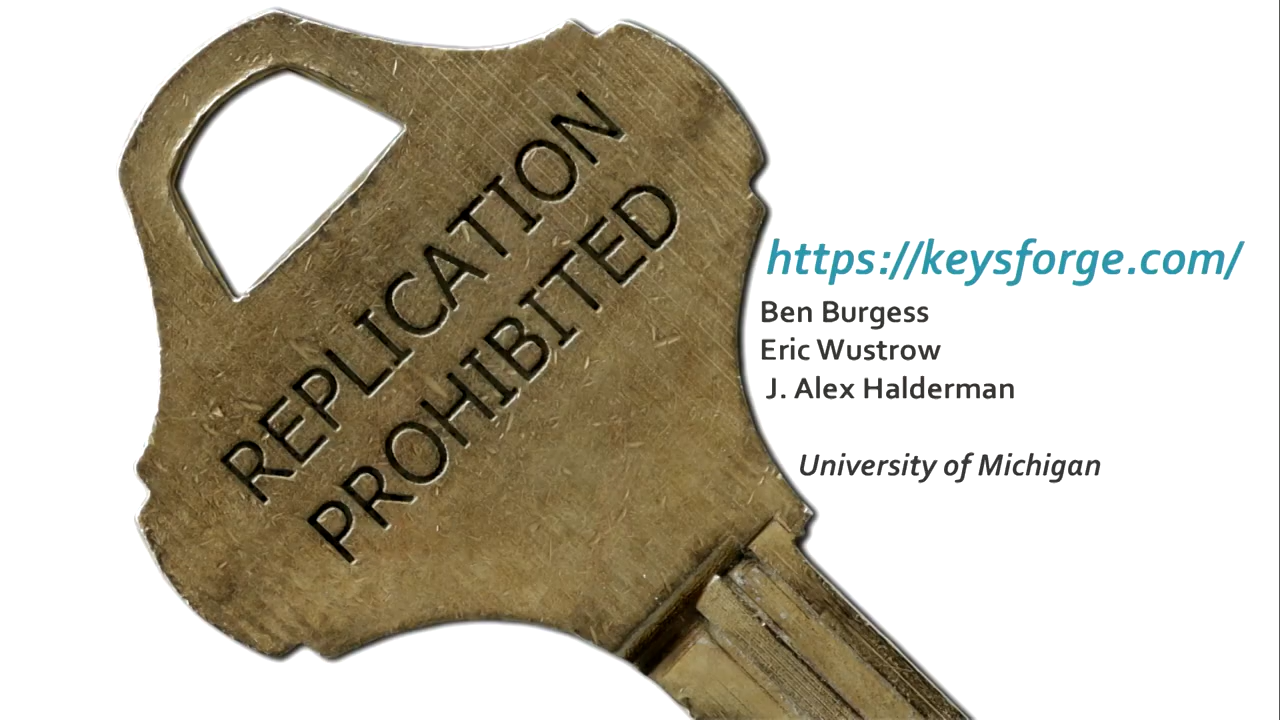 REPLICATION
PROHIBITED
https://keysforge.com/
Ben Burgess
Eric Wustrow
J. Alex Halderman
University of Michigan